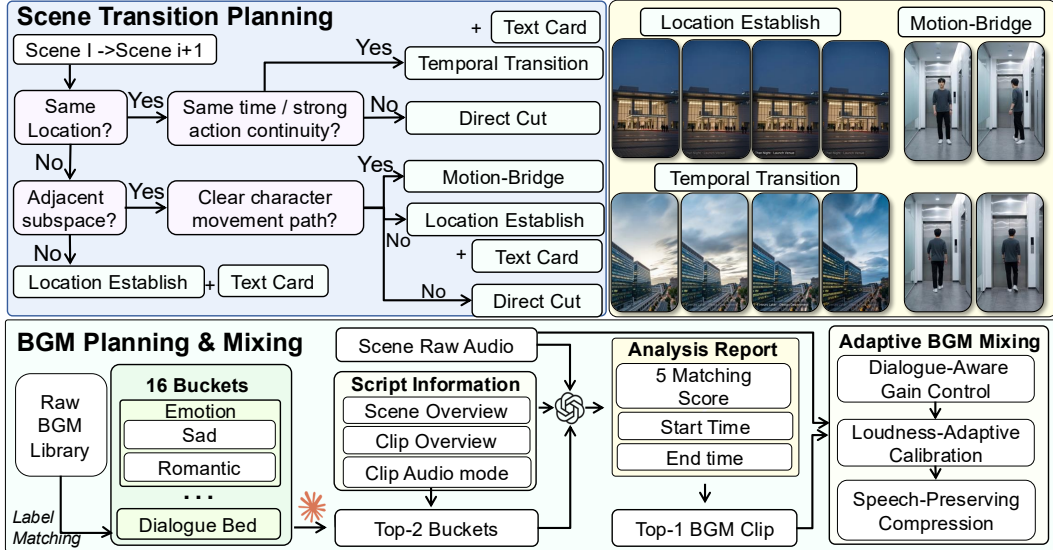 Scene Transition Planning
Scene I ->Scene i+1
+ Text Card
Yes
Temporal Transition
Same
Location?
Yes
Same time / strong
action continuity?
No
Direct Cut
No
Yes
Motion-Bridge
Adjacent
subspace?
Yes
Clear character
movement path?
Location Establish
No
+ Text Card
No
Location Establish + Text Card
No
Direct Cut
Location Establish
Motion-Bridge
Temporal Transition
BGM Planning & Mixing
Raw
BGM
Library
Label
Matching
16 Buckets
Emotion
Sad
Romantic
...
Dialogue Bed
Scene Raw Audio
Script Information
Scene Overview
Clip Overview
Clip Audio mode
Top-2 Buckets
Analysis Report
5 Matching
Score
Start Time
End time
Top-1 BGM Clip
Adaptive BGM Mixing
Dialogue-Aware
Gain Control
Loudness-Adaptive
Calibration
Speech-Preserving
Compression